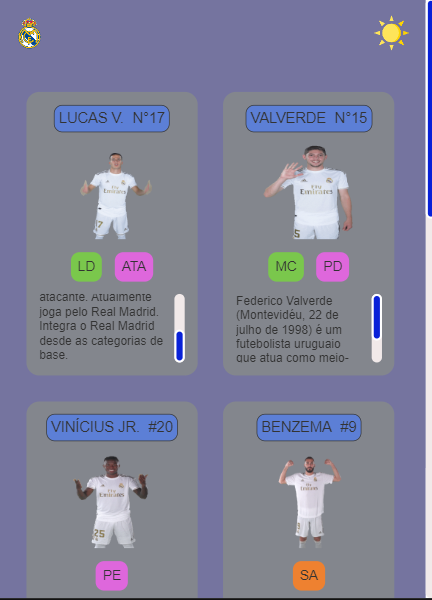 LUCAS V. N°17
VALVERDE N°15
LD
ATA
MC
PD
atacante. Atualmente
joga pelo Real Madrid.
Integra o Real Madrid
desde as categorias de
base.
Federico Valverde
(Montevidéu, 22 de
julho de 1998) é um
futebolista uruguaio
que atua como meio-
VINÍCIUS JR. #20
BENZEMA #9
PE
SA